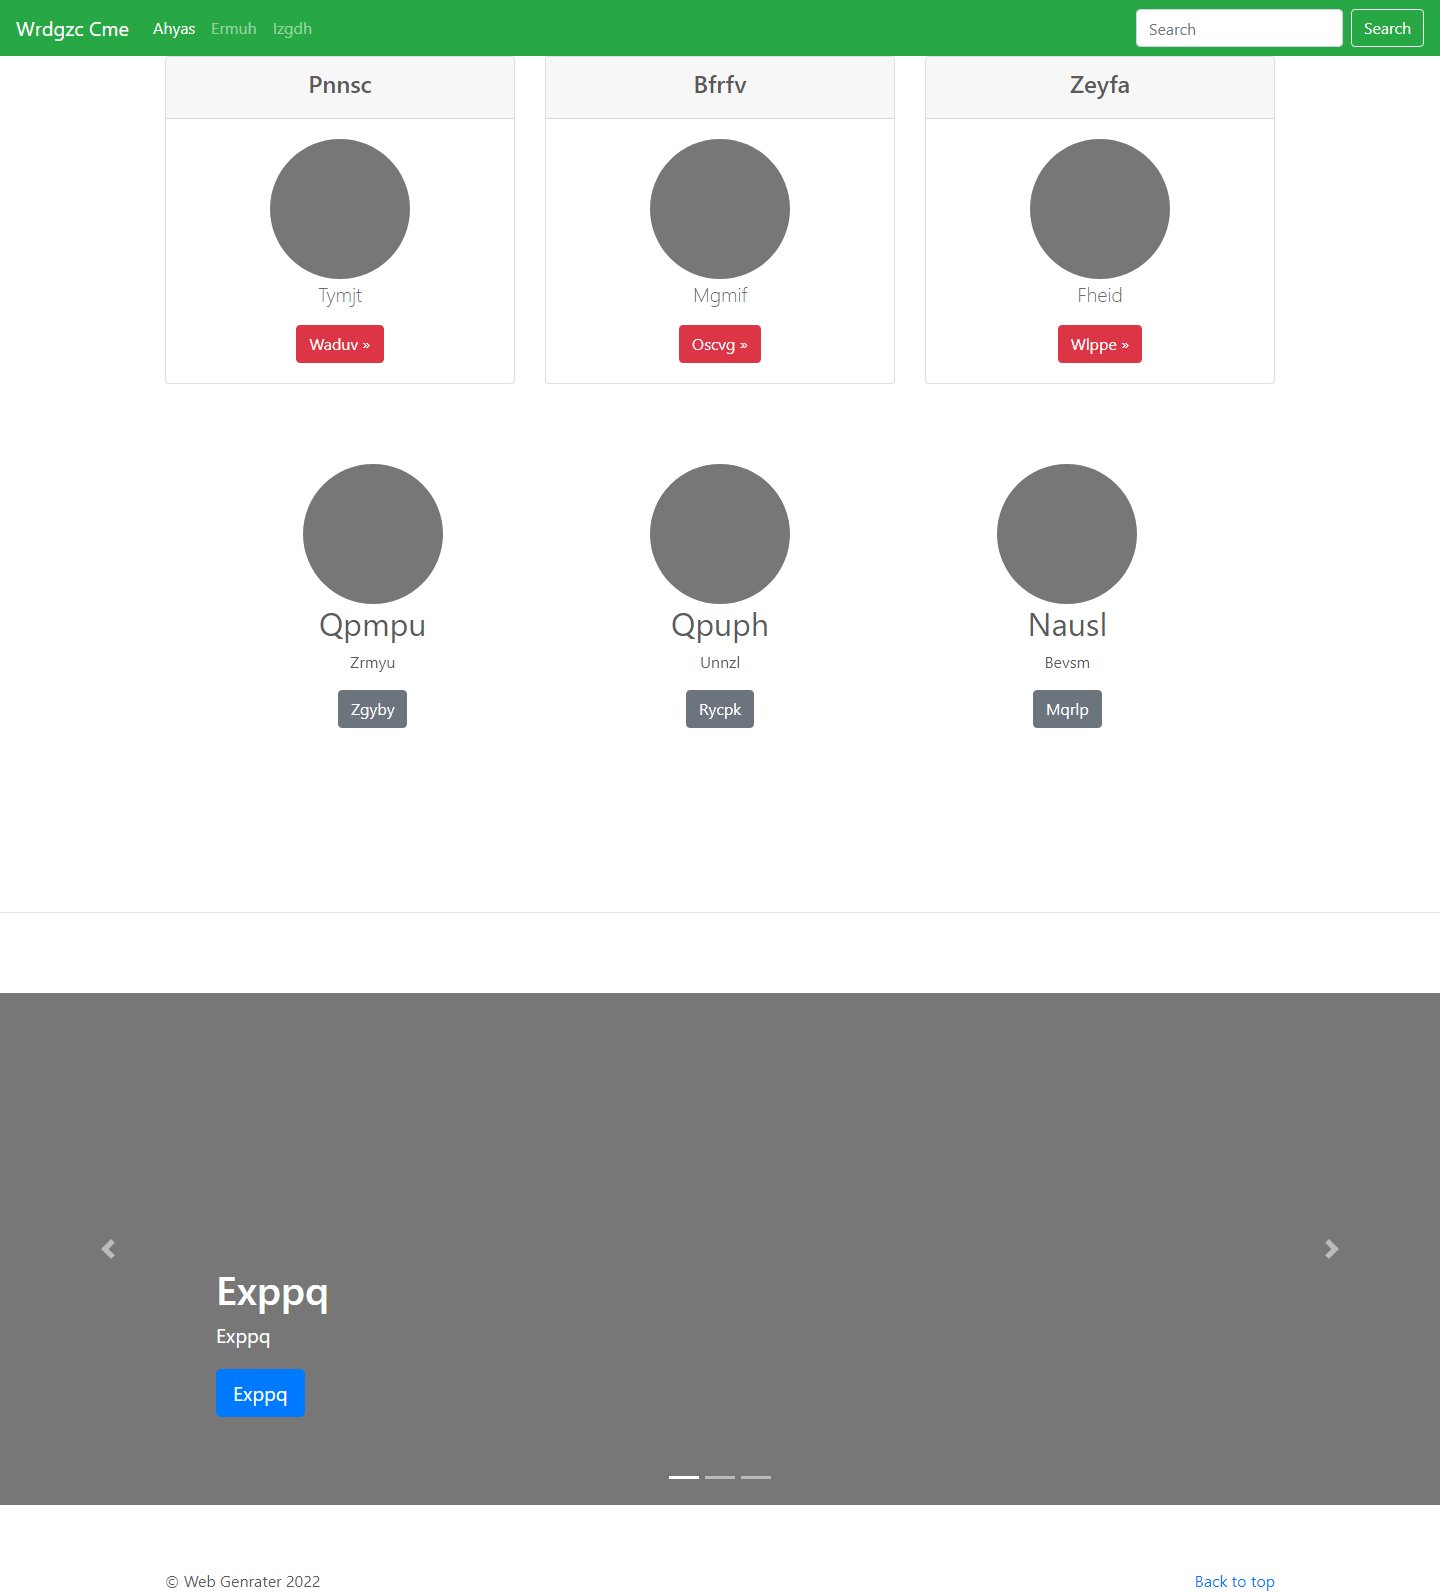 Wrdgzc Cme Ahyas Ermuh Izgdh Search Search
Pnnsc Bfrfv Zeyfa
Tymjt Mgmif Fheid
Waduv » Oscvg » Wlppe »
Qpmpu Qpuph Nausl
Zrmyu Unnzl Bevsm
Zgyby Rycpk Mqrlp
Exppq
Exppq
Exppq
© Web Genrater 2022 Back to top